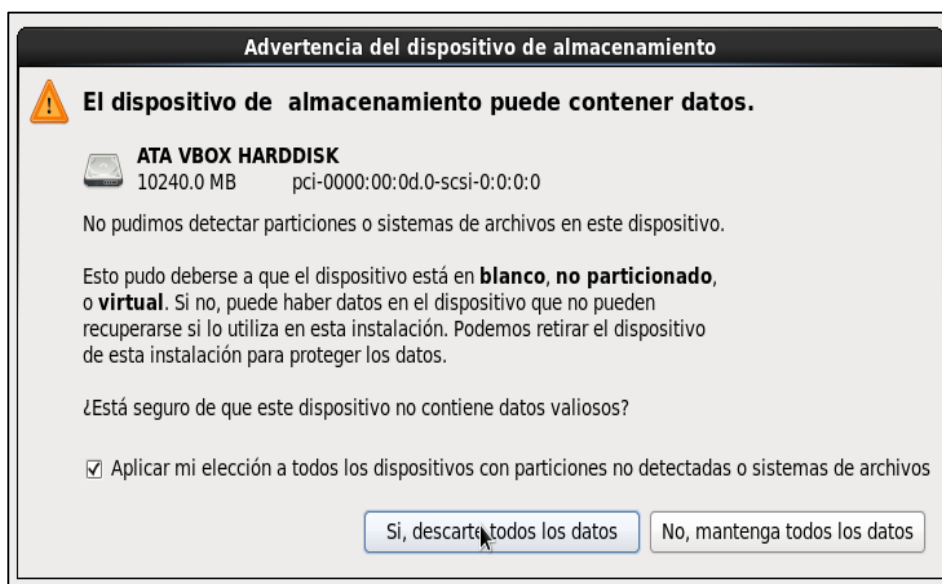 Advertencia del dispositivo de almacenamiento
El dispositivo de almacenamiento puede contener datos.
ATA VBOX HARDDISK
10240.0 MB pci-0000:00:0d.0-scsi-0:0:0:0
No pudimos detectar particiones o sistemas de archivos en este dispositivo.
Esto pudo deberse a que el dispositivo está en blanco, no particionado,
o virtual. Si no, puede haber datos en el dispositivo que no pueden
recuperarse si lo utiliza en esta instalación. Podemos retirar el dispositivo
de esta instalación para proteger los datos.
¿Está seguro de que este dispositivo no contiene datos valiosos?
Aplicar mi elección a todos los dispositivos con particiones no detectadas o sistemas de archivos
Si, descarte todos los datos No, mantenga todos los datos